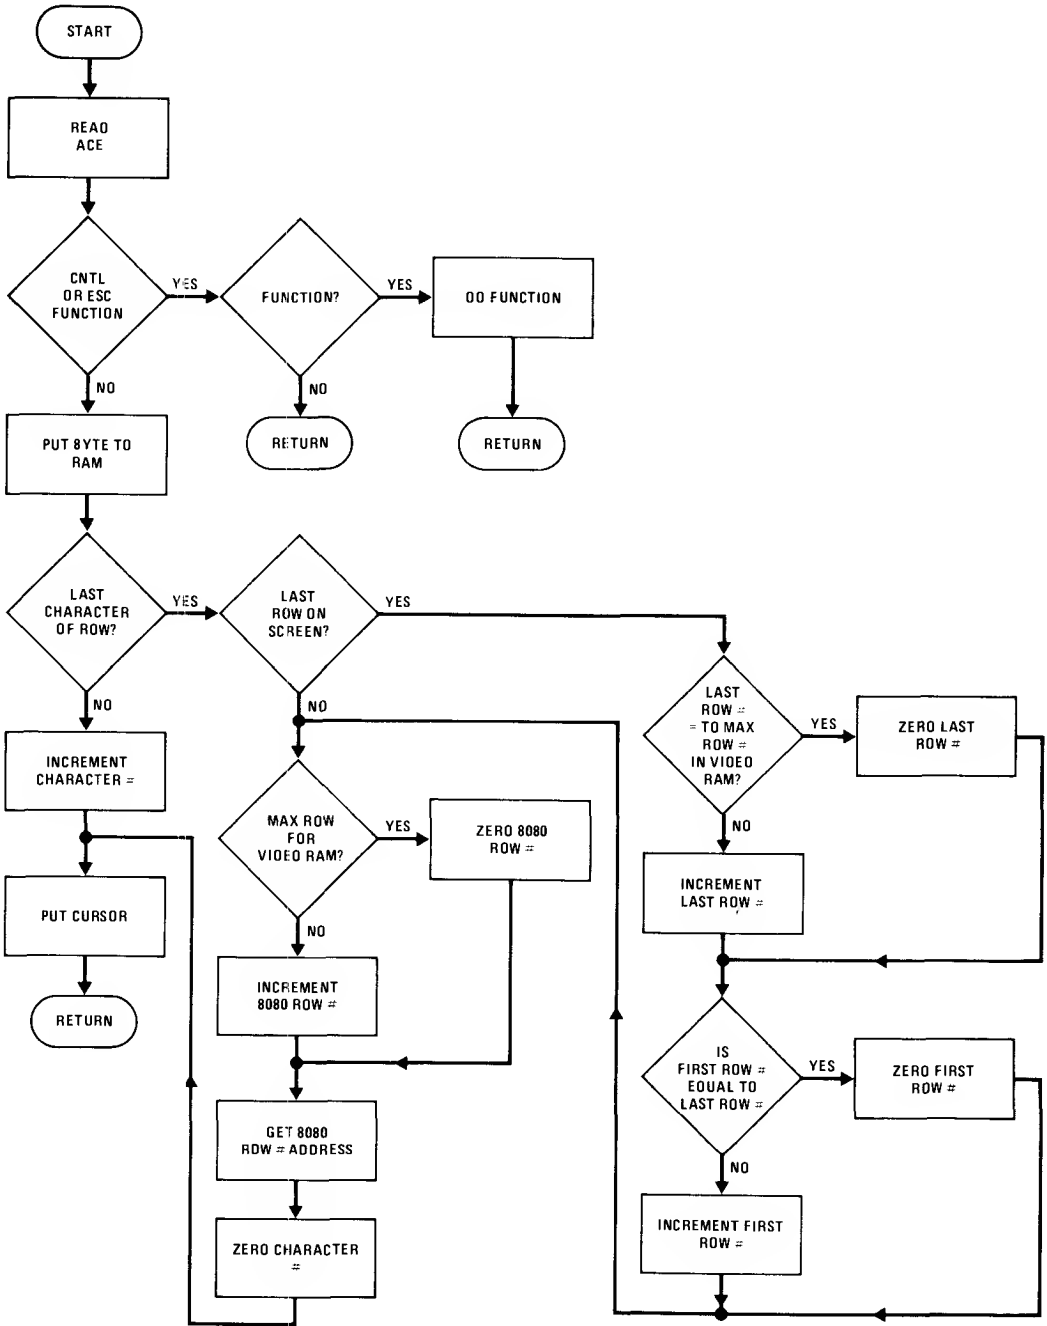 START
READ
ACE
CNTL
OR ESC
FUNCTION
YES
FUNCTION?
YES
DO FUNCTION
NO
NO
RETURN
RETURN
PUT BYTE TO
RAM
LAST
CHARACTER
OF ROW?
YES
LAST
ROW ON
SCREEN?
YES
NO
NO
LAST
ROW #
= TO MAX
ROW #
IN VIDEO
RAM?
YES
ZERO LAST
ROW #
INCREMENT
CHARACTER #
MAX ROW
FOR
VIDEO RAM?
YES
ZERO 8080
ROW #
NO
INCREMENT
LAST ROW #
PUT CURSOR
NO
INCREMENT
8080 ROW #
RETURN
IS
FIRST ROW #
EQUAL TO
LAST ROW #
YES
ZERO FIRST
ROW #
GET 8080
ROW # ADDRESS
NO
INCREMENT FIRST
ROW #
ZERO CHARACTER
#